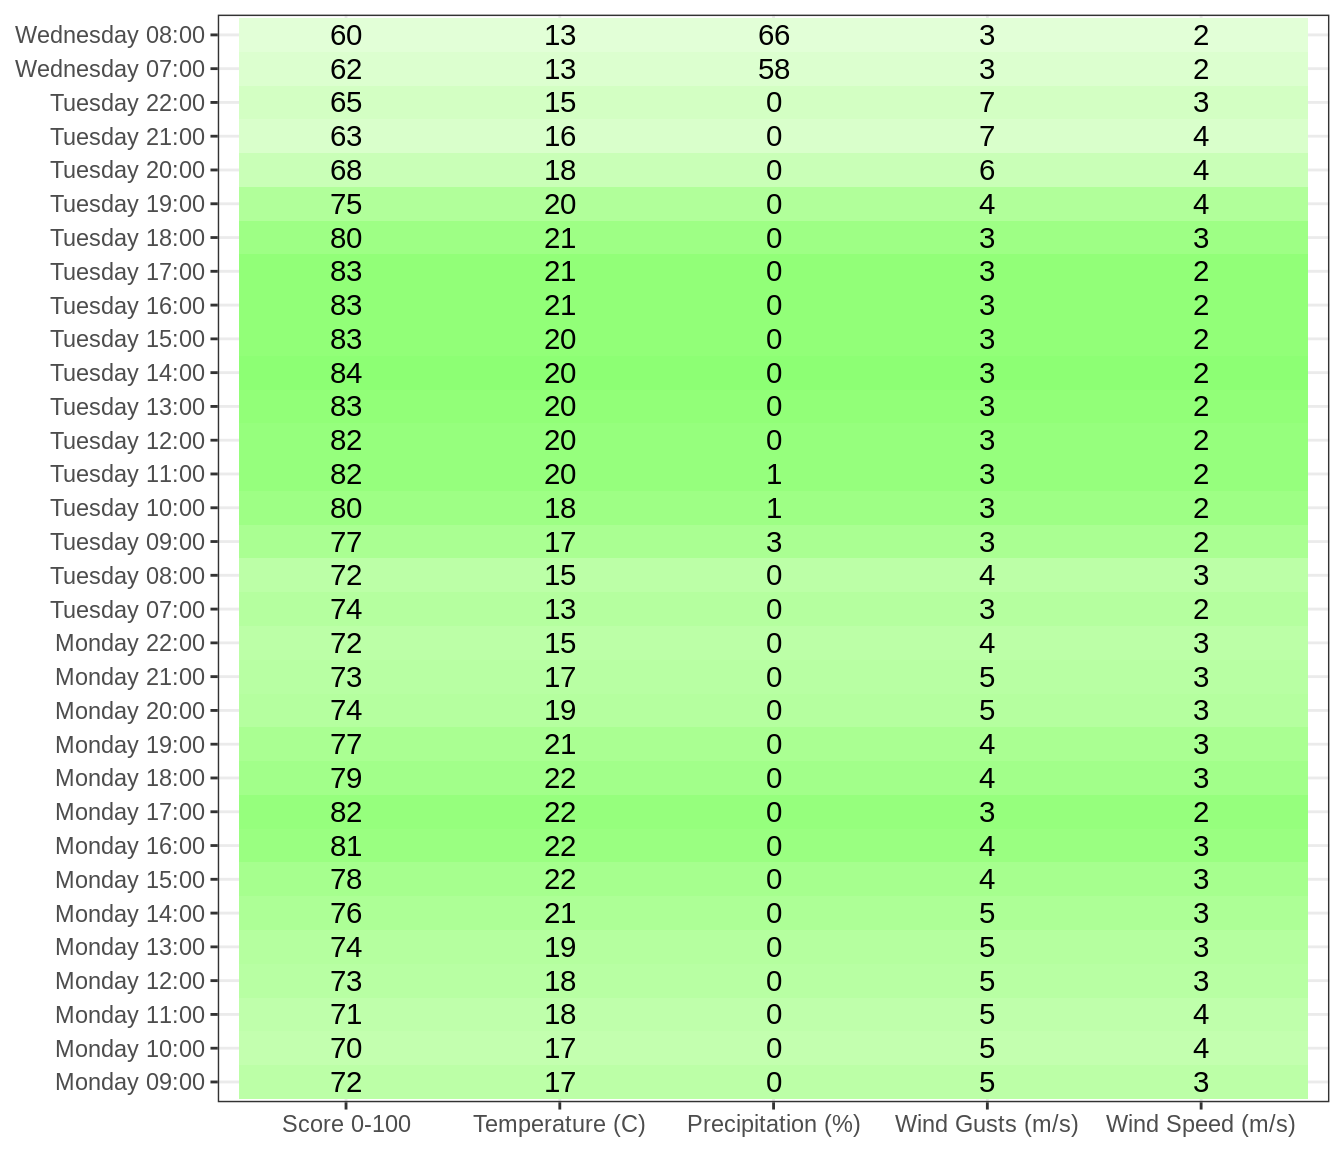 Wednesday 08:00 60 13 66 3 2
Wednesday 07:00 62 13 58 3 2
Tuesday 22:00 65 15 0 7 3
Tuesday 21:00 63 16 0 7 4
Tuesday 20:00 68 18 0 6 4
Tuesday 19:00 75 20 0 4 4
Tuesday 18:00 80 21 0 3 3
Tuesday 17:00 83 21 0 3 2
Tuesday 16:00 83 21 0 3 2
Tuesday 15:00 83 20 0 3 2
Tuesday 14:00 84 20 0 3 2
Tuesday 13:00 83 20 0 3 2
Tuesday 12:00 82 20 0 3 2
Tuesday 11:00 82 20 1 3 2
Tuesday 10:00 80 18 1 3 2
Tuesday 09:00 77 17 3 3 2
Tuesday 08:00 72 15 0 4 3
Tuesday 07:00 74 13 0 3 2
Monday 22:00 72 15 0 4 3
Monday 21:00 73 17 0 5 3
Monday 20:00 74 19 0 5 3
Monday 19:00 77 21 0 4 3
Monday 18:00 79 22 0 4 3
Monday 17:00 82 22 0 3 2
Monday 16:00 81 22 0 4 3
Monday 15:00 78 22 0 4 3
Monday 14:00 76 21 0 5 3
Monday 13:00 74 19 0 5 3
Monday 12:00 73 18 0 5 3
Monday 11:00 71 18 0 5 4
Monday 10:00 70 17 0 5 4
Monday 09:00 72 17 0 5 3
Score 0-100 Temperature (C) Precipitation (%) Wind Gusts (m/s) Wind Speed (m/s)